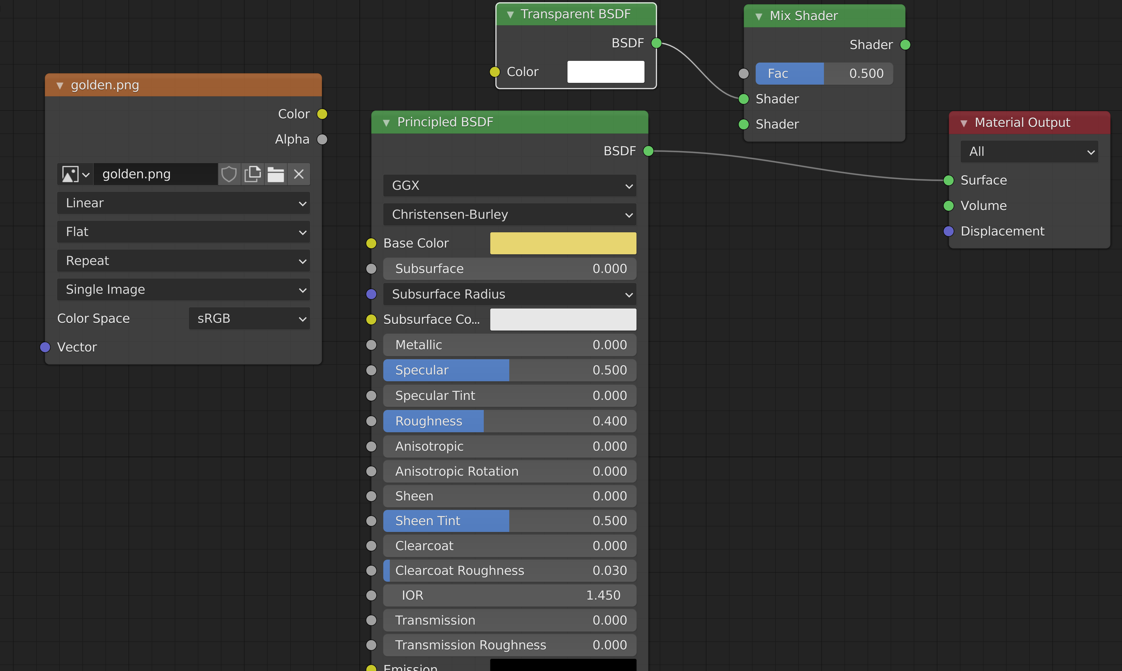 golden.png
Color
Alpha
golden.png
Linear
Flat
Repeat
Single Image
Color Space sRGB
Vector
Transparent BSDF
BSDF
Color
Principled BSDF
BSDF
GGX
Christensen-Burley
Base Color
Subsurface 0.000
Subsurface Radius
Subsurface Co...
Metallic 0.000
Specular 0.500
Specular Tint 0.000
Roughness 0.400
Anisotropic 0.000
Anisotropic Rotation 0.000
Sheen 0.000
Sheen Tint 0.500
Clearcoat 0.000
Clearcoat Roughness 0.030
IOR 1.450
Transmission 0.000
Transmission Roughness 0.000
Emission
Mix Shader
Shader
Fac 0.500
Shader
Shader
Material Output
All
Surface
Volume
Displacement